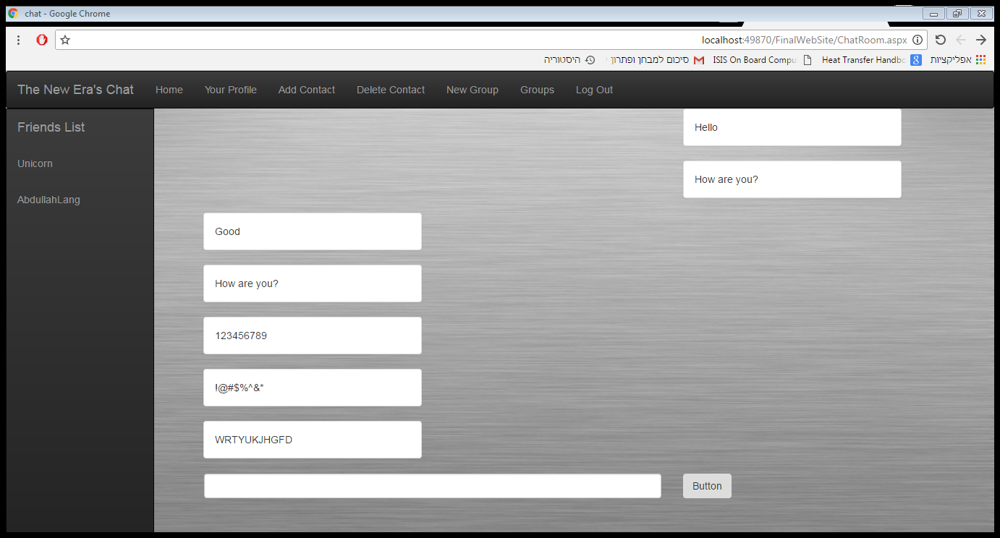 chat - Google Chrome
localhost:49870/FinalWebSite/ChatRoom.aspx
אפליקציות
Heat Transfer Handbo
ISIS On Board Compu
סיכום למבחן ופתרון
היסטוריה
The New Era's Chat Home Your Profile Add Contact Delete Contact New Group Groups Log Out
Friends List
Unicorn
AbdullahLang
Hello
How are you?
Good
How are you?
123456789
!@#$%^&*
WRTYUKJHGFD
Button